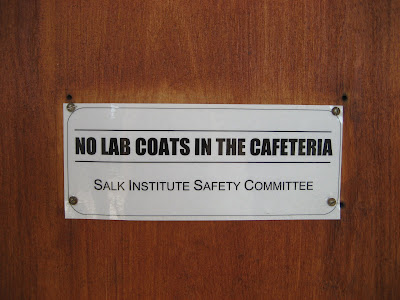 NO LAB COATS IN THE CAFETERIA
SALK INSTITUTE SAFETY COMMITTEE